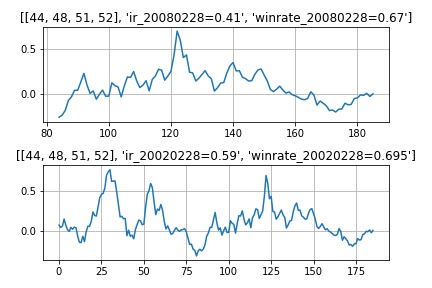 [[44, 48, 51, 52], 'ir_20080228=0.41', 'winrate_20080228=0.67']
0.5
0.0
80 100 120 140 160 180
[[44, 48, 51, 52], 'ir_20020228=0.59', 'winrate_20020228=0.695']
0.5
0.0
0 25 50 75 100 125 150 175